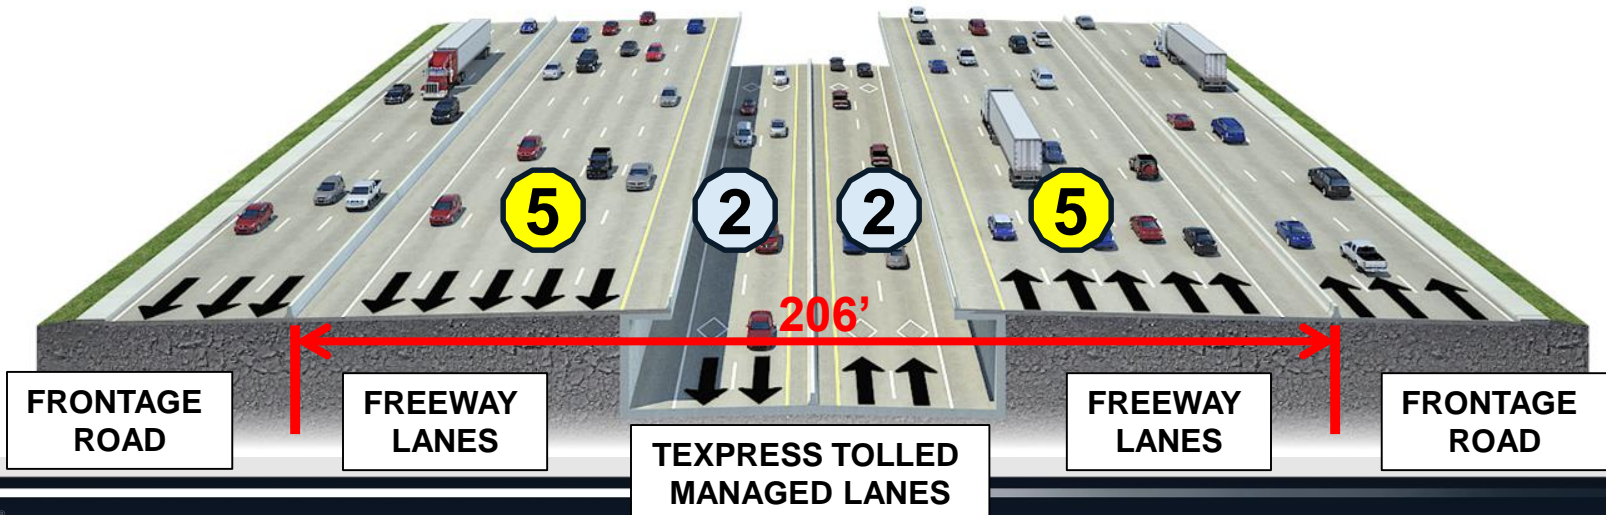 5
2
2
5
206’
FRONTAGE
ROAD
FREEWAY
LANES
TEXPRESS TOLLED
MANAGED LANES
FREEWAY
LANES
FRONTAGE
ROAD